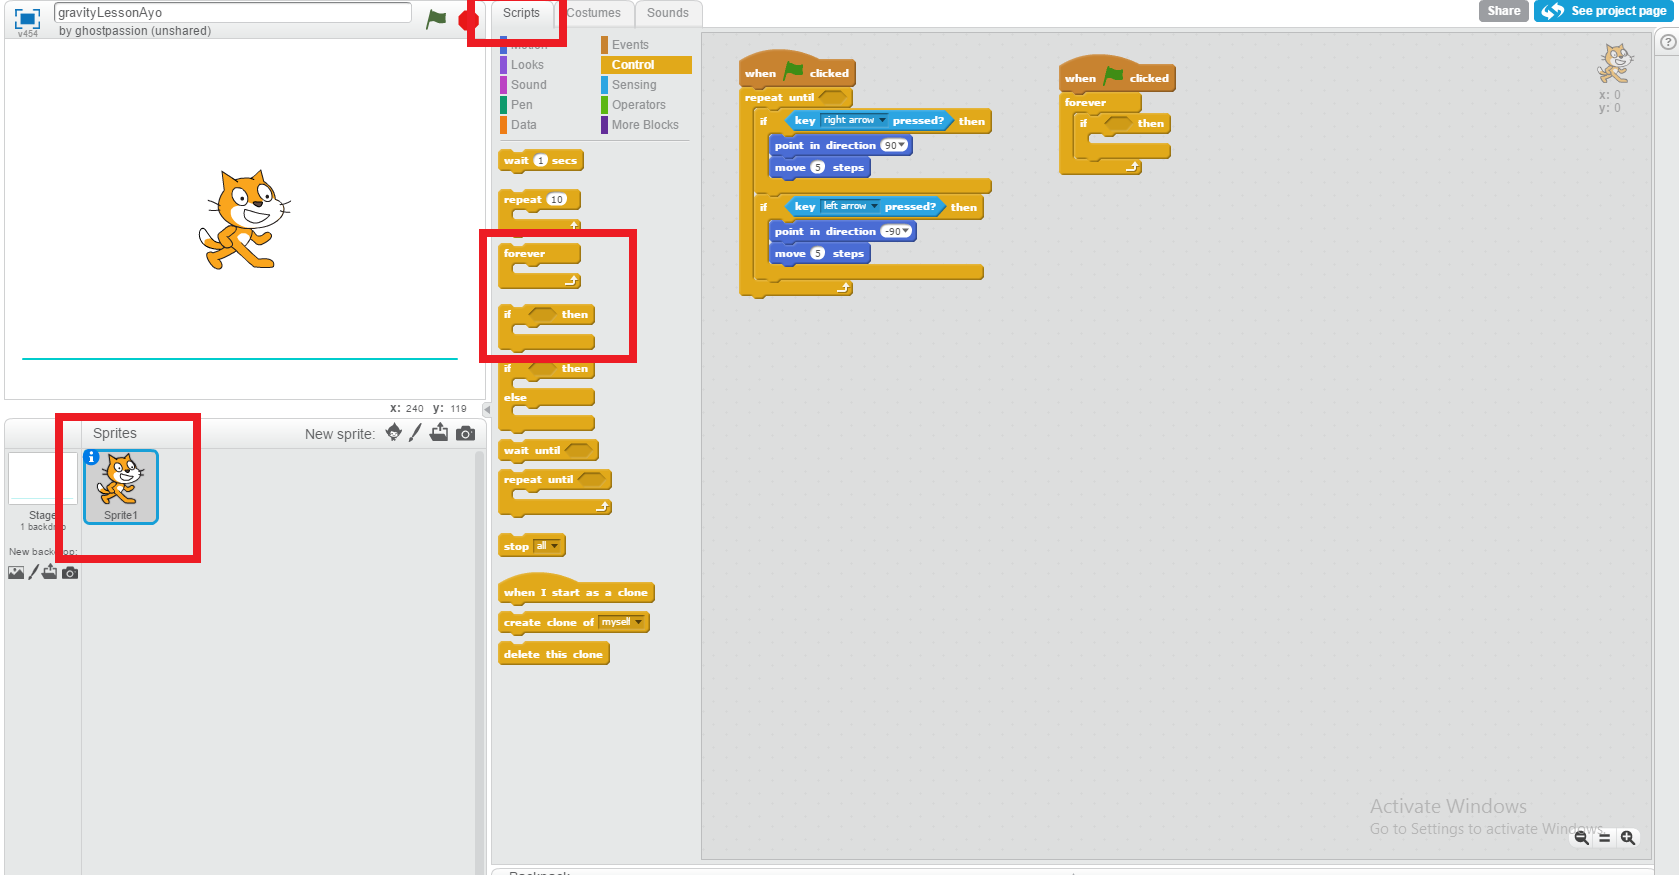 gravityLessonAyo
v454
by ghostpassion (unshared)
Scripts
Costumes
Sounds
Share
See project page
Motion
Looks
Sound
Pen
Data
Events
Control
Sensing
Operators
More Blocks
wait 1 secs
repeat 10
forever
if then
if then
else
wait until
repeat until
stop all
when I start as a clone
create clone of myself
delete this clone
when clicked
repeat until
if key right arrow pressed? then
point in direction 90
move 5 steps
if key left arrow pressed? then
point in direction -90
move 5 steps
when clicked
forever
if then
x: 0
y: 0
x: 240 y: 119
Sprites
New sprite:
Sprite1
Stage
1 backdrop
New backdrop:
Activate Windows
Go to Settings to activate Windows.
Backpack